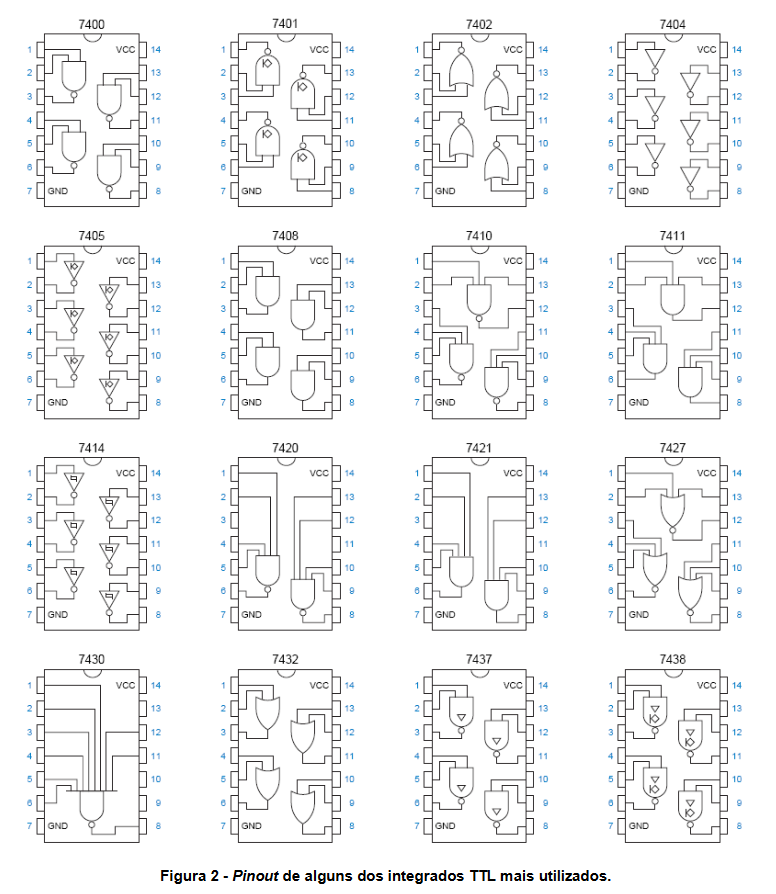 7400 7401 7402 7404
1 VCC 14 1 VCC 14 1 VCC 14 1 VCC 14
2 13 2 13 2 13 2 13
3 12 3 12 3 12 3 12
4 11 4 11 4 11 4 11
5 10 5 10 5 10 5 10
6 9 6 9 6 9 6 9
7 GND 8 7 GND 8 7 GND 8 7 GND 8
7405 7408 7410 7411
1 VCC 14 1 VCC 14 1 VCC 14 1 VCC 14
2 13 2 13 2 13 2 13
3 12 3 12 3 12 3 12
4 11 4 11 4 11 4 11
5 10 5 10 5 10 5 10
6 9 6 9 6 9 6 9
7 GND 8 7 GND 8 7 GND 8 7 GND 8
7414 7420 7421 7427
1 VCC 14 1 VCC 14 1 VCC 14 1 VCC 14
2 13 2 13 2 13 2 13
3 12 3 12 3 12 3 12
4 11 4 11 4 11 4 11
5 10 5 10 5 10 5 10
6 9 6 9 6 9 6 9
7 GND 8 7 GND 8 7 GND 8 7 GND 8
7430 7432 7437 7438
1 VCC 14 1 VCC 14 1 VCC 14 1 VCC 14
2 13 2 13 2 13 2 13
3 12 3 12 3 12 3 12
4 11 4 11 4 11 4 11
5 10 5 10 5 10 5 10
6 9 6 9 6 9 6 9
7 GND 8 7 GND 8 7 GND 8 7 GND 8
Figura 2 - Pinout de alguns dos integrados TTL mais utilizados.